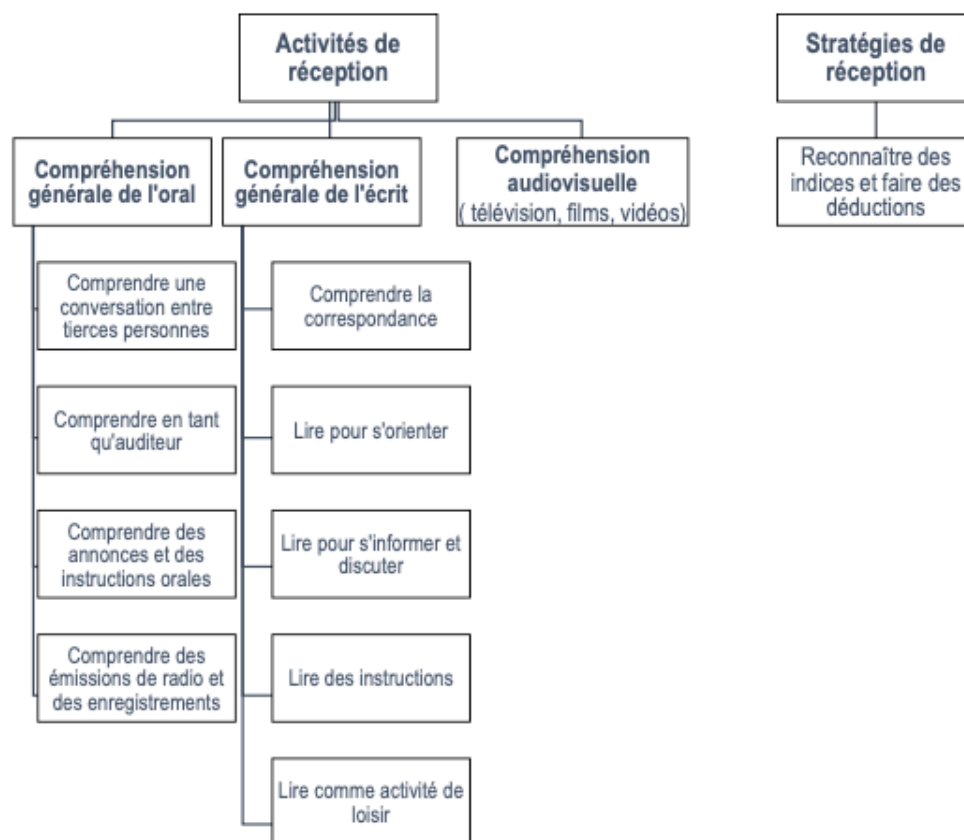 Activités de
réception
Stratégies de
réception
Compréhension
générale de l'oral
Compréhension
générale de l'écrit
Compréhension
audiovisuelle
( télévision, films, vidéos)
Reconnaître des
indices et faire des
déductions
Comprendre une
conversation entre
tierces personnes
Comprendre en tant
qu'auditeur
Comprendre des
annonces et des
instructions orales
Comprendre des
émissions de radio et
des enregistrements
Comprendre la
correspondance
Lire pour s'orienter
Lire pour s'informer et
discuter
Lire des instructions
Lire comme activité de
loisir